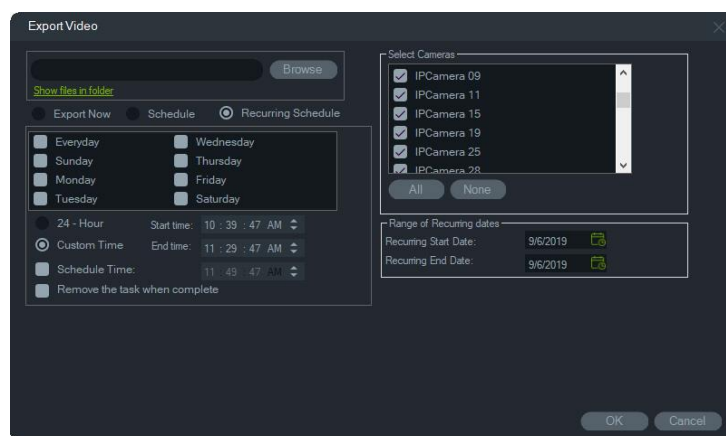 Export Video
Browse
Show files in folder
Export Now Schedule Recurring Schedule
Everyday Wednesday
Sunday Thursday
Monday Friday
Tuesday Saturday
24 - Hour Start time: 10 : 39 : 47 AM
Custom Time End time: 11 : 29 : 47 AM
Schedule Time: 11 : 49 : 47 AM
Remove the task when complete
Select Cameras
IPCamera 09
IPCamera 11
IPCamera 15
IPCamera 19
IPCamera 25
IPCamera 28
All None
Range of Recurring dates
Recurring Start Date: 9/6/2019
Recurring End Date: 9/6/2019
OK Cancel